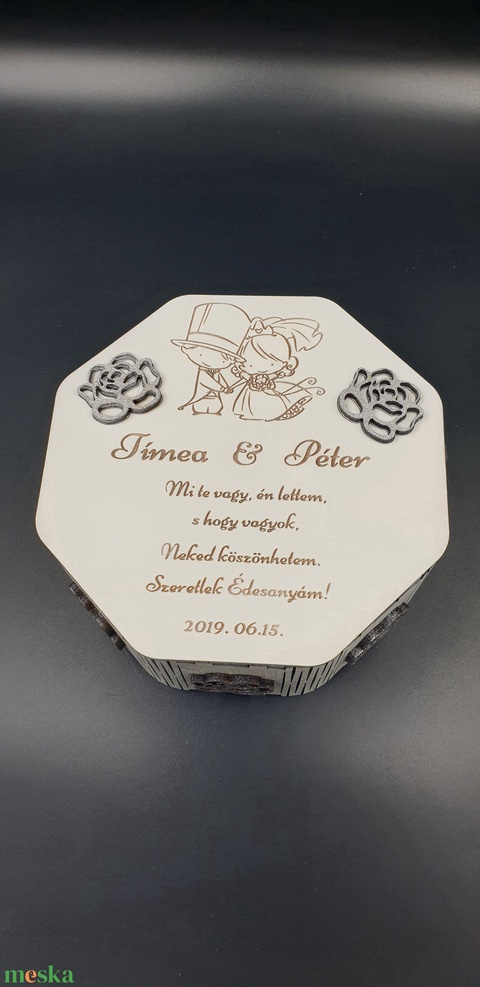 Tímea & Péter
Mi te vagy, én lettem,
s hogy vagyok,
Neked köszönhetem.
Szeretlek Édesanyám!
2019. 06.15.
meska